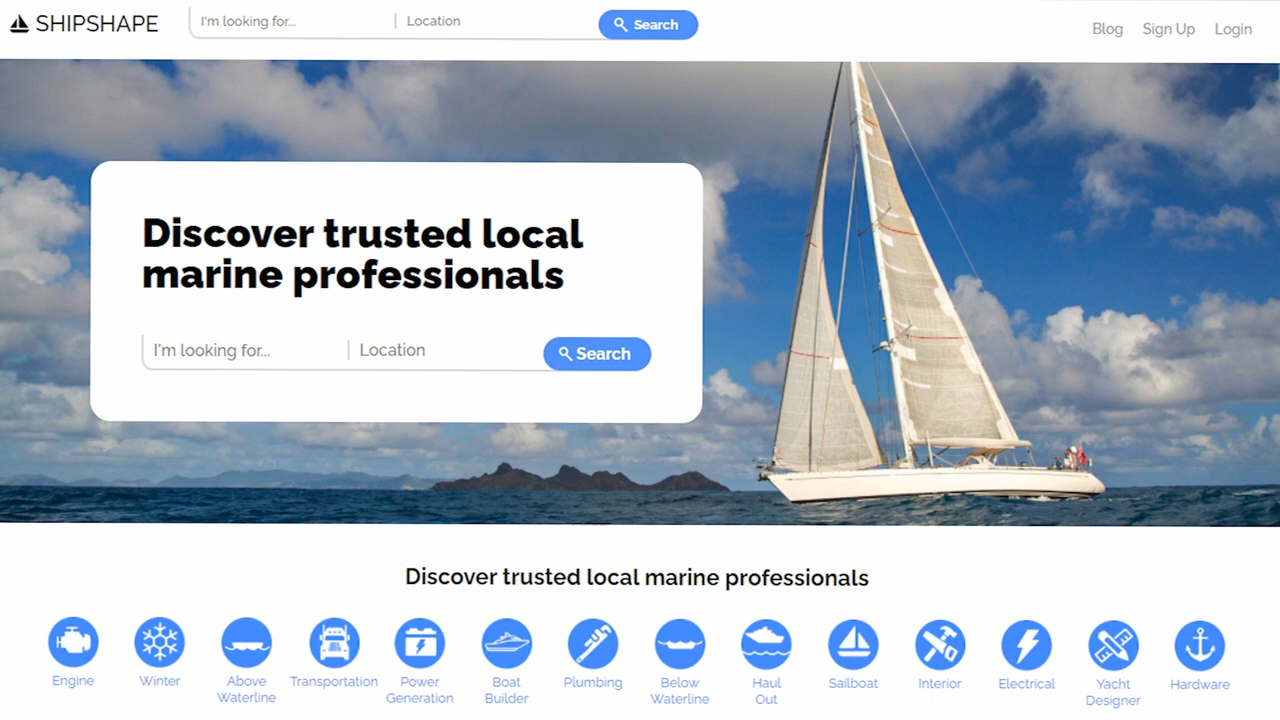 SHIPSHAPE
I'm looking for...
Location
Search
Blog
Sign Up
Login
Discover trusted local
marine professionals
I'm looking for...
Location
Search
Discover trusted local marine professionals
Engine
Winter
Above
Waterline
Transportation
Power
Generation
Boat
Builder
Plumbing
Below
Waterline
Haul
Out
Sailboat
Interior
Electrical
Yacht
Designer
Hardware